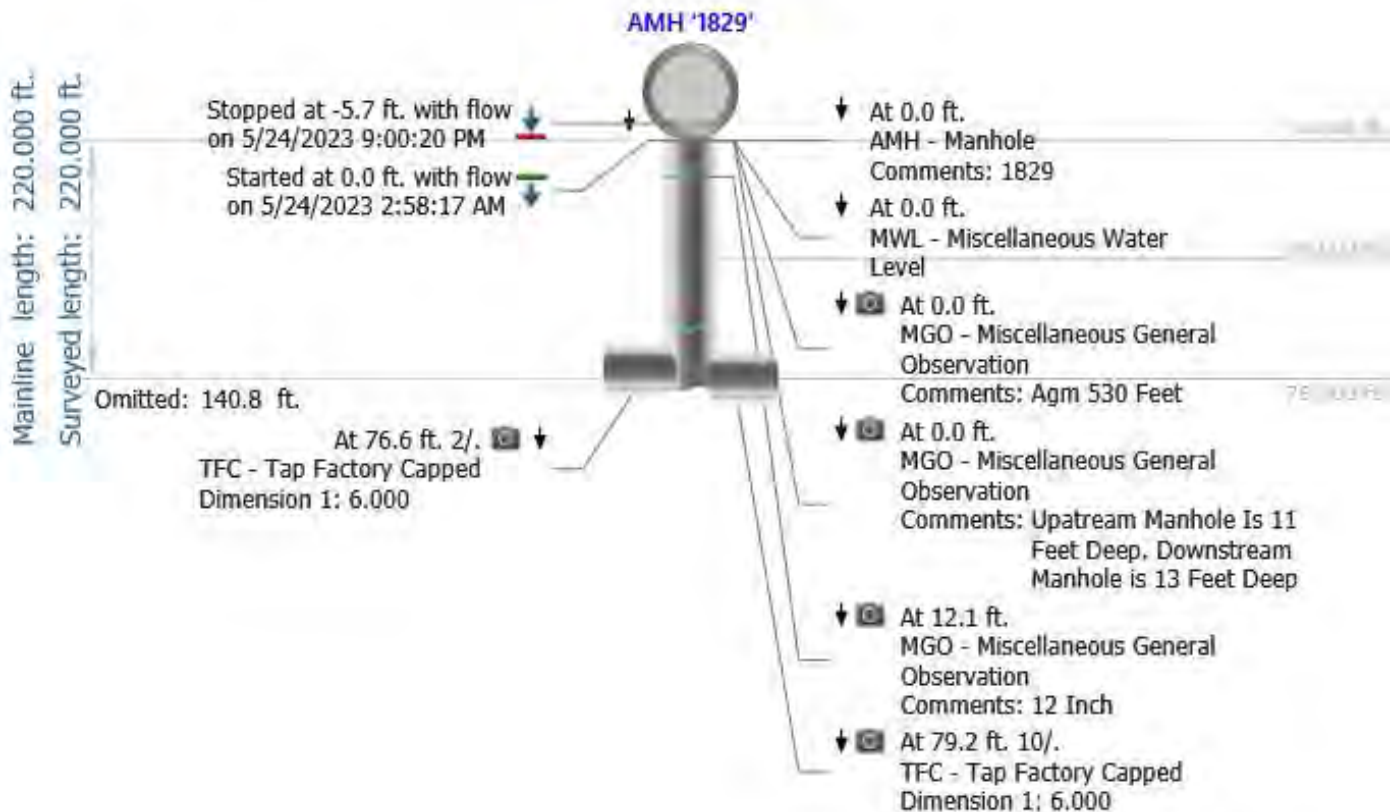 AMH '1829'
Mainline length: 220.000 ft.
Surveyed length: 220.000 ft.
Stopped at -5.7 ft. with flow
on 5/24/2023 9:00:20 PM
Started at 0.0 ft. with flow
on 5/24/2023 2:58:17 AM
Omitted: 140.8 ft.
At 76.6 ft. 2/.
TFC - Tap Factory Capped
Dimension 1: 6.000
At 0.0 ft.
AMH - Manhole
Comments: 1829
At 0.0 ft.
MWL - Miscellaneous Water
Level
At 0.0 ft.
MGO - Miscellaneous General
Observation
Comments: Agm 530 Feet
At 0.0 ft.
MGO - Miscellaneous General
Observation
Comments: Upatream Manhole Is 11
Feet Deep. Downstream
Manhole is 13 Feet Deep
At 12.1 ft.
MGO - Miscellaneous General
Observation
Comments: 12 Inch
At 79.2 ft. 10/.
TFC - Tap Factory Capped
Dimension 1: 6.000